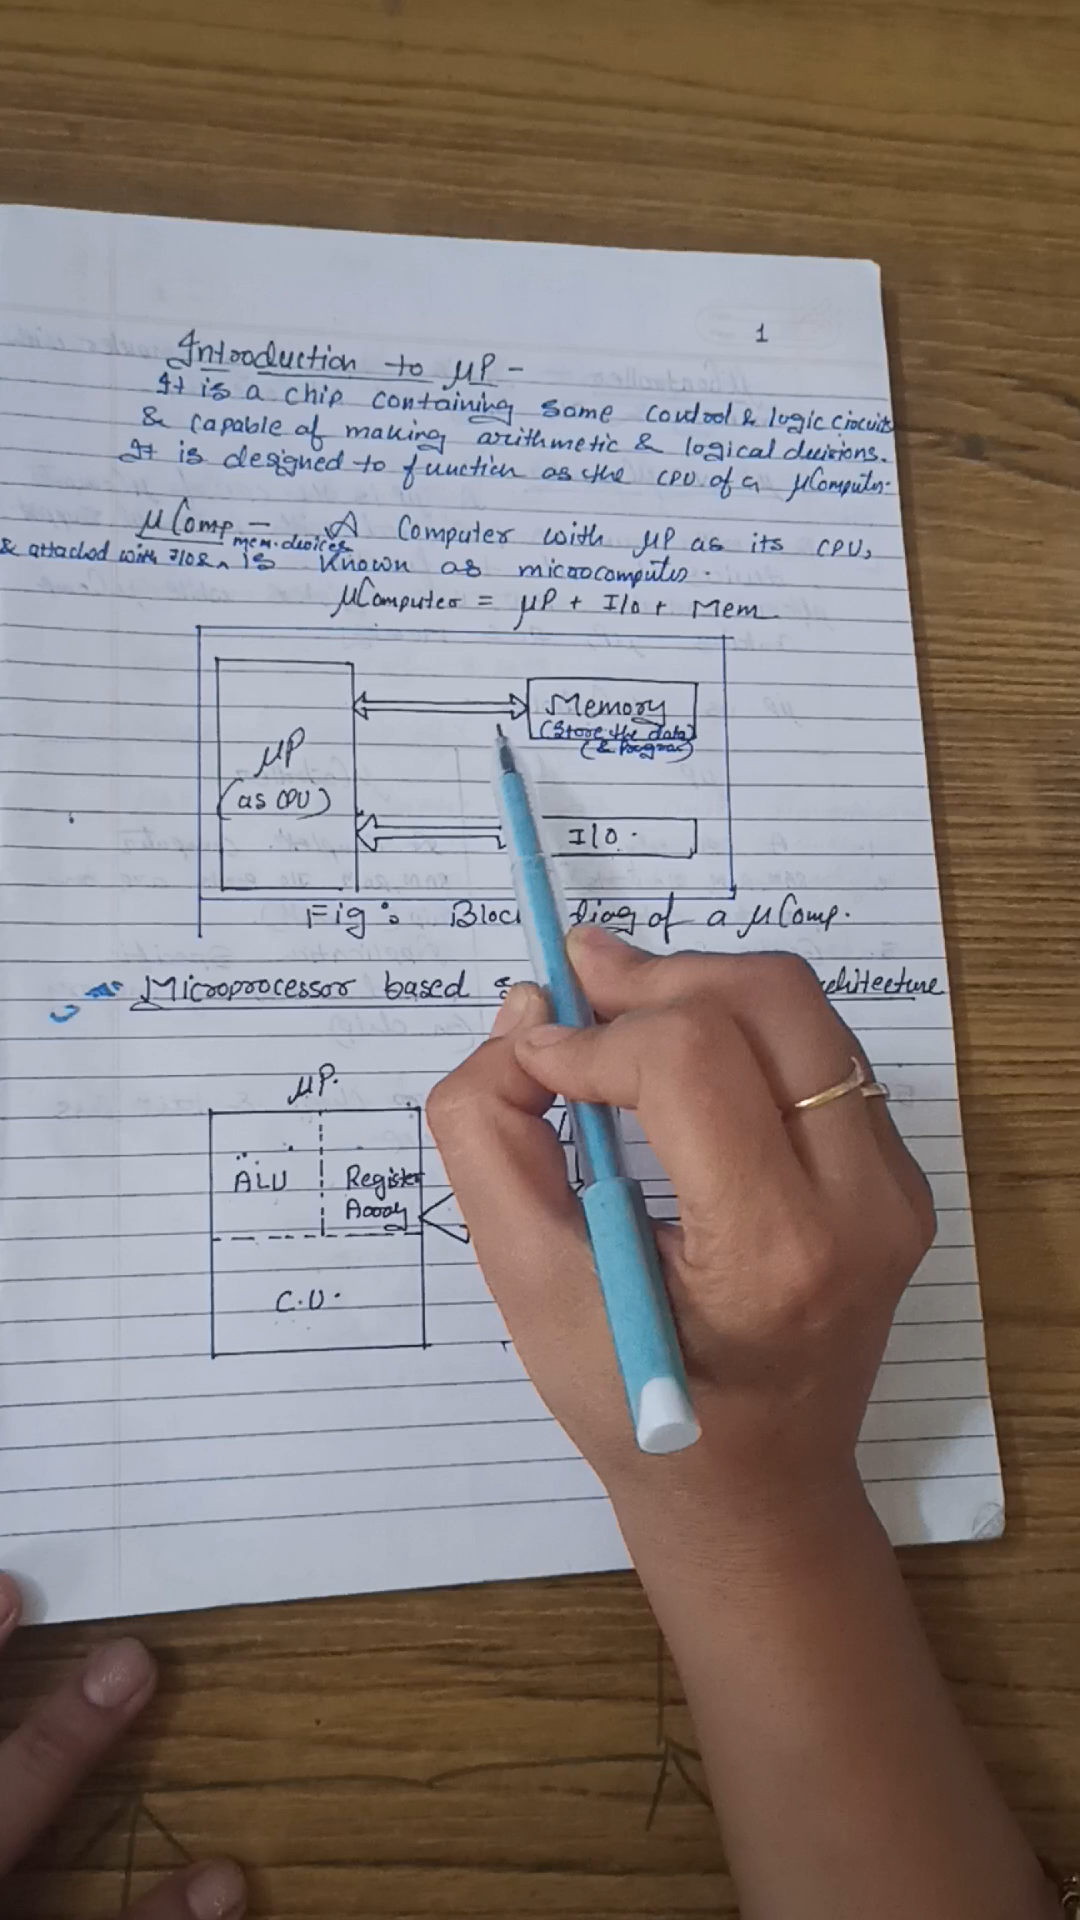 1
Introduction to μP -
It is a chip containing some control & logic circuits
& capable of making arithmetic & logical decisions.
It is designed to function as the CPU of a μComputer.
μComp - A Computer with μP as its CPU,
& attached with I/O & mem. devices is known as microcomputer.
μComputer = μP + I/O + Mem
μP
(as CPU)
Memory
(Store the data)
(& Program)
I/O.
Fig: Block diag of a μComp.
Microprocessor based
μP.
ALU
Register
Array
C.U.